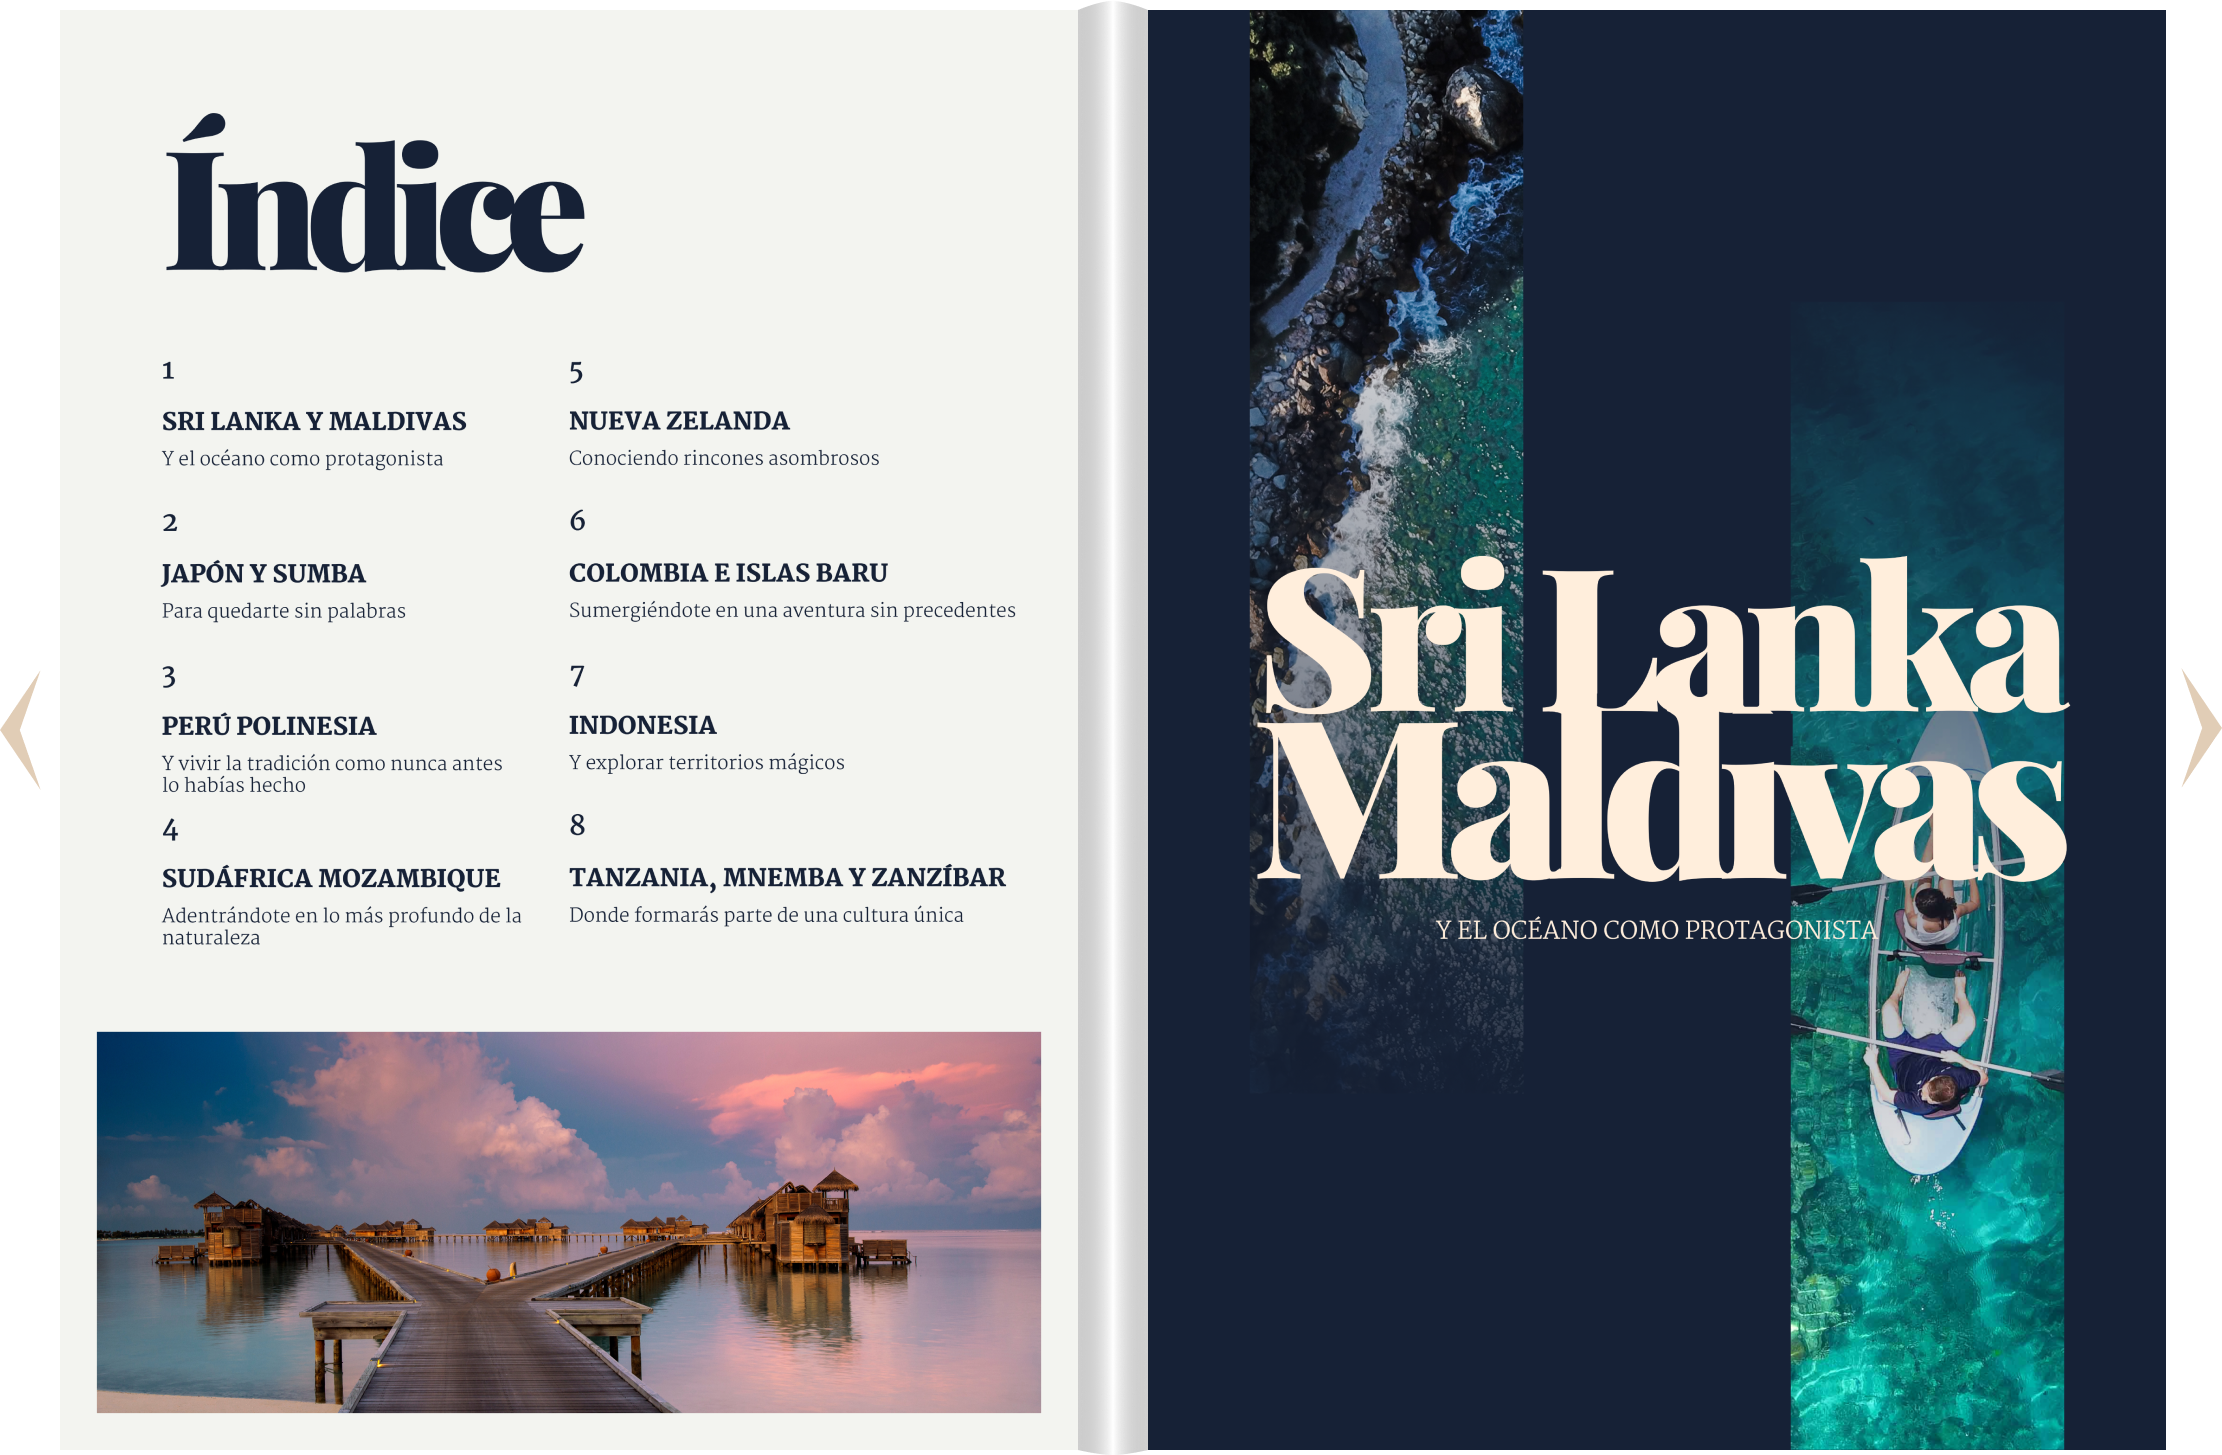 Índice
1
SRI LANKA Y MALDIVAS
Y el océano como protagonista
2
JAPÓN Y SUMBA
Para quedarte sin palabras
3
PERÚ POLINESIA
Y vivir la tradición como nunca antes
lo habías hecho
4
SUDÁFRICA MOZAMBIQUE
Adentrándote en lo más profundo de la
naturaleza
5
NUEVA ZELANDA
Conociendo rincones asombrosos
6
COLOMBIA E ISLAS BARU
Sumergiéndote en una aventura sin precedentes
7
INDONESIA
Y explorar territorios mágicos
8
TANZANIA, MNEMBA Y ZANZÍBAR
Donde formarás parte de una cultura única
Sri Lanka
Maldivas
Y EL OCÉANO COMO PROTAGONISTA